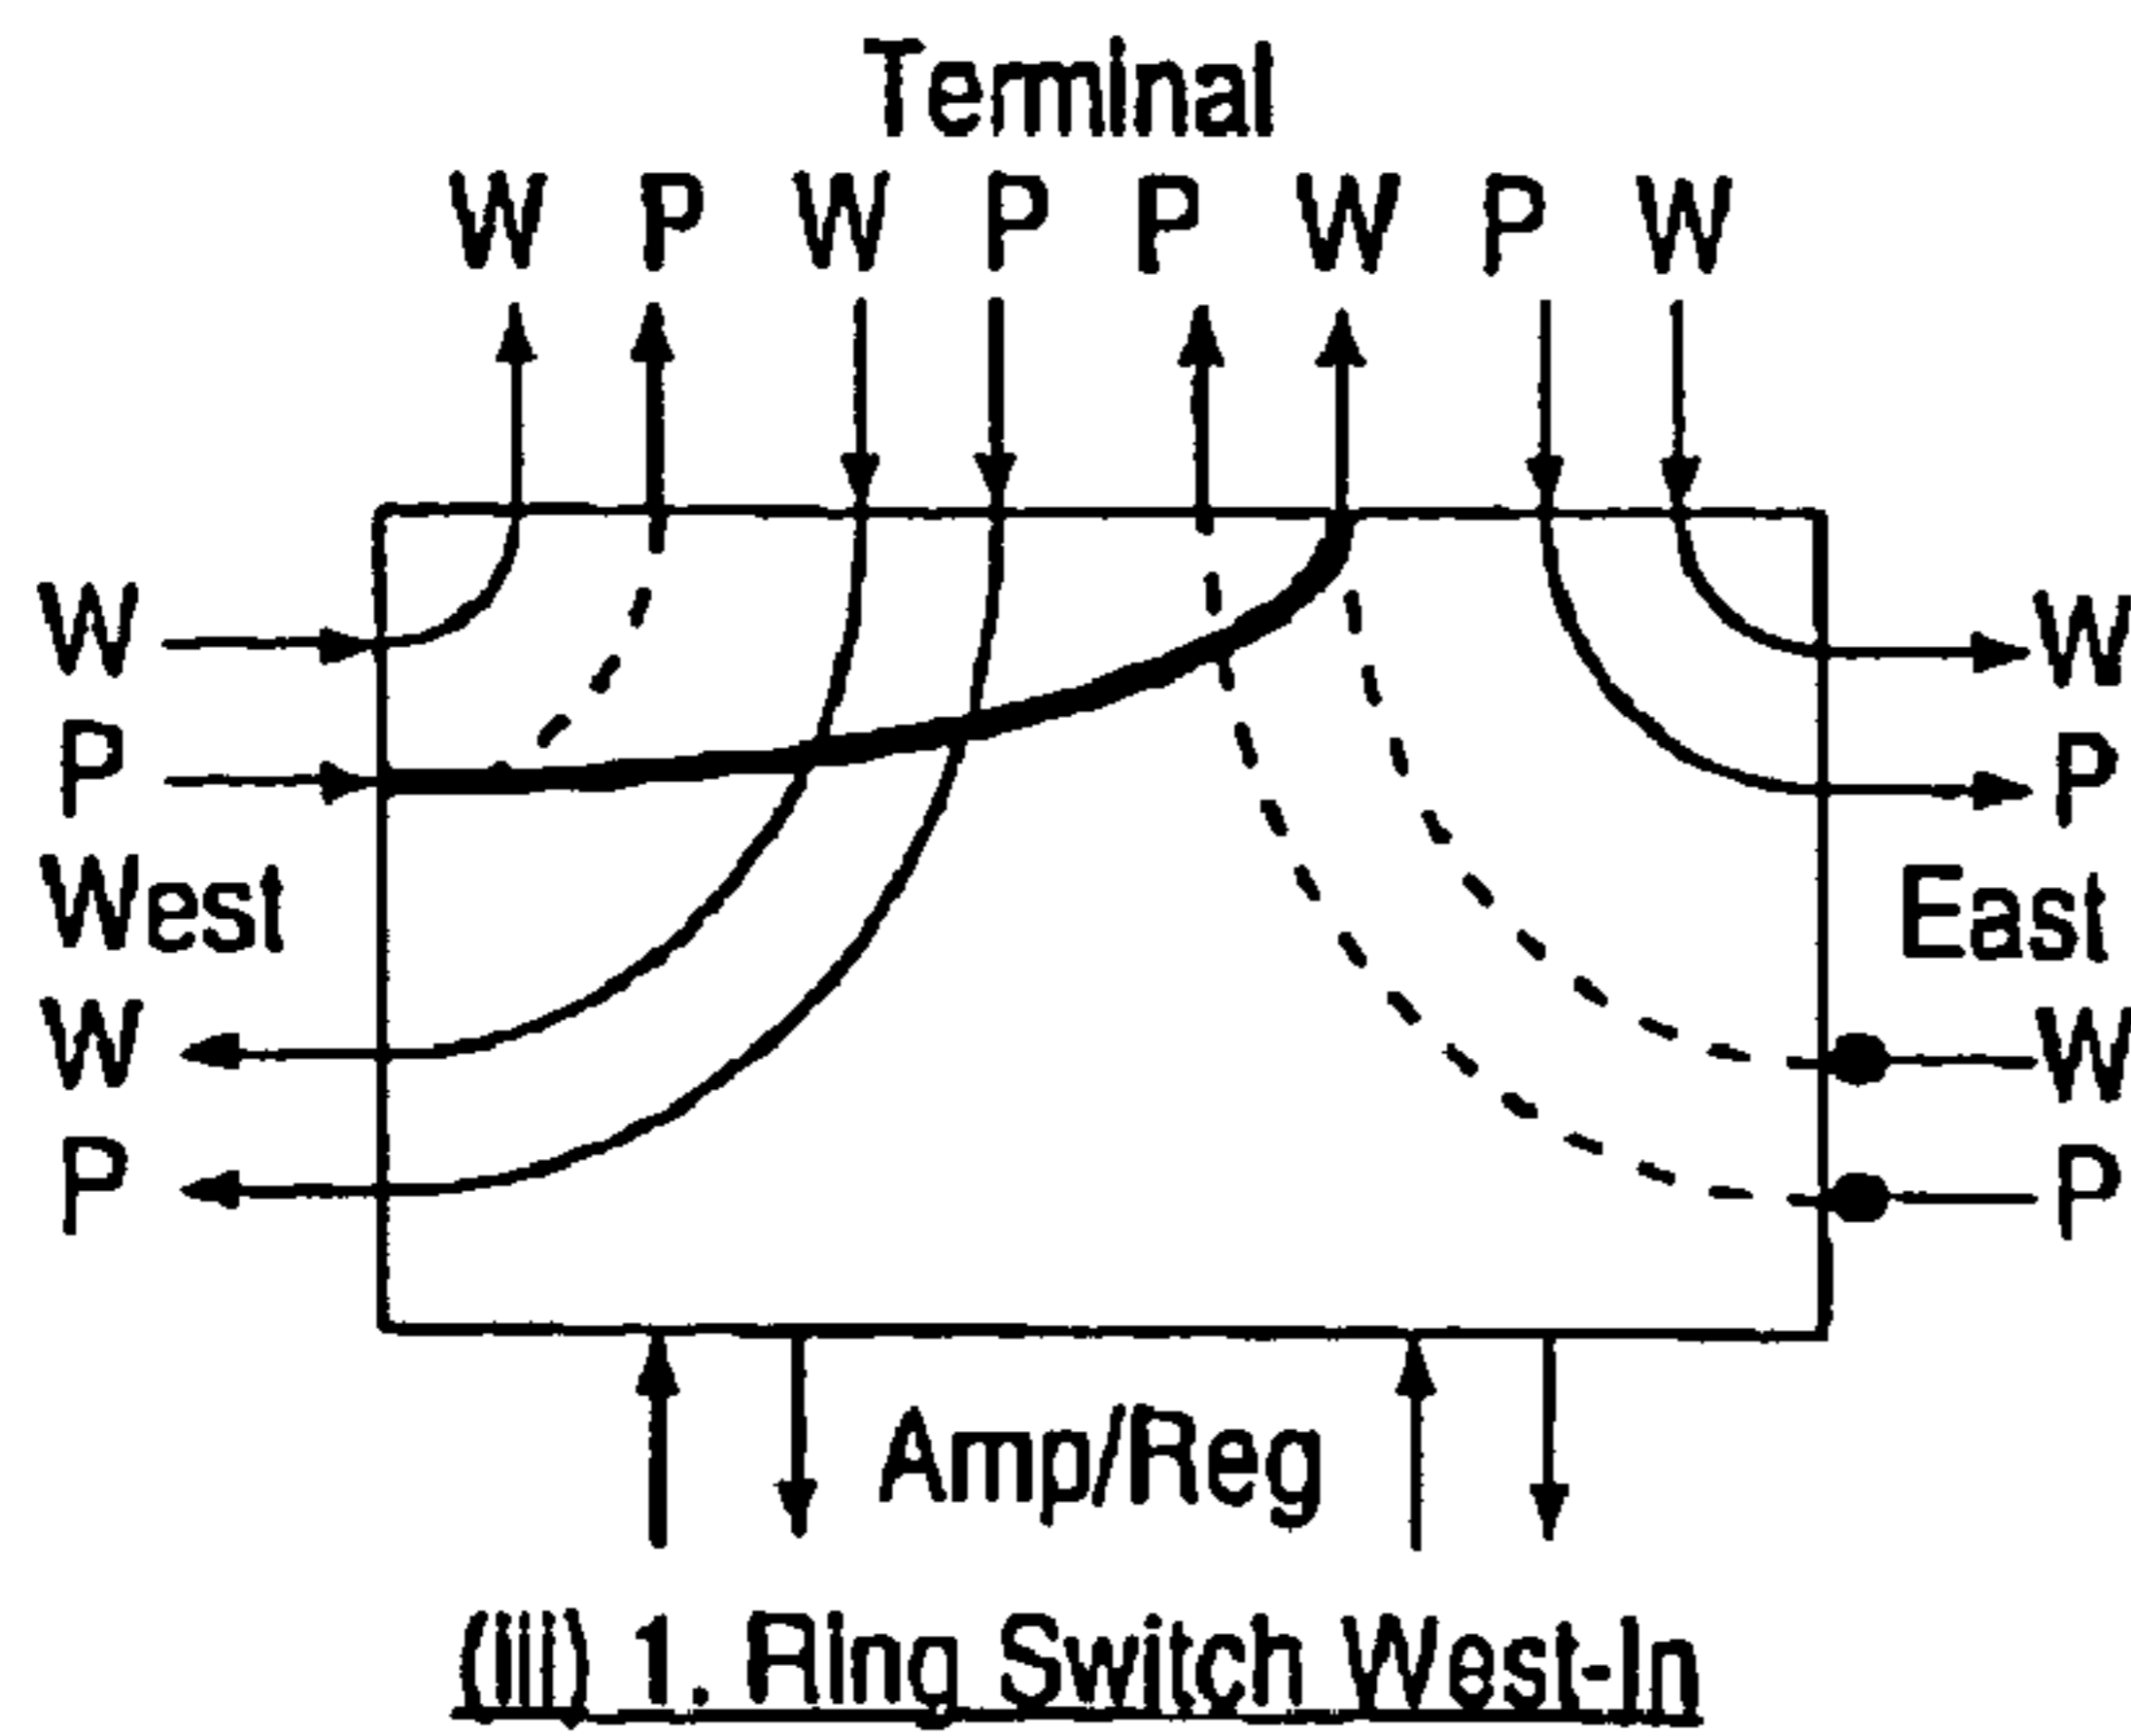 Terminal
W P W P P W P W
W W
P P
West East
W W
P P
Amp/Reg
(iii) 1. Ring Switch West-In